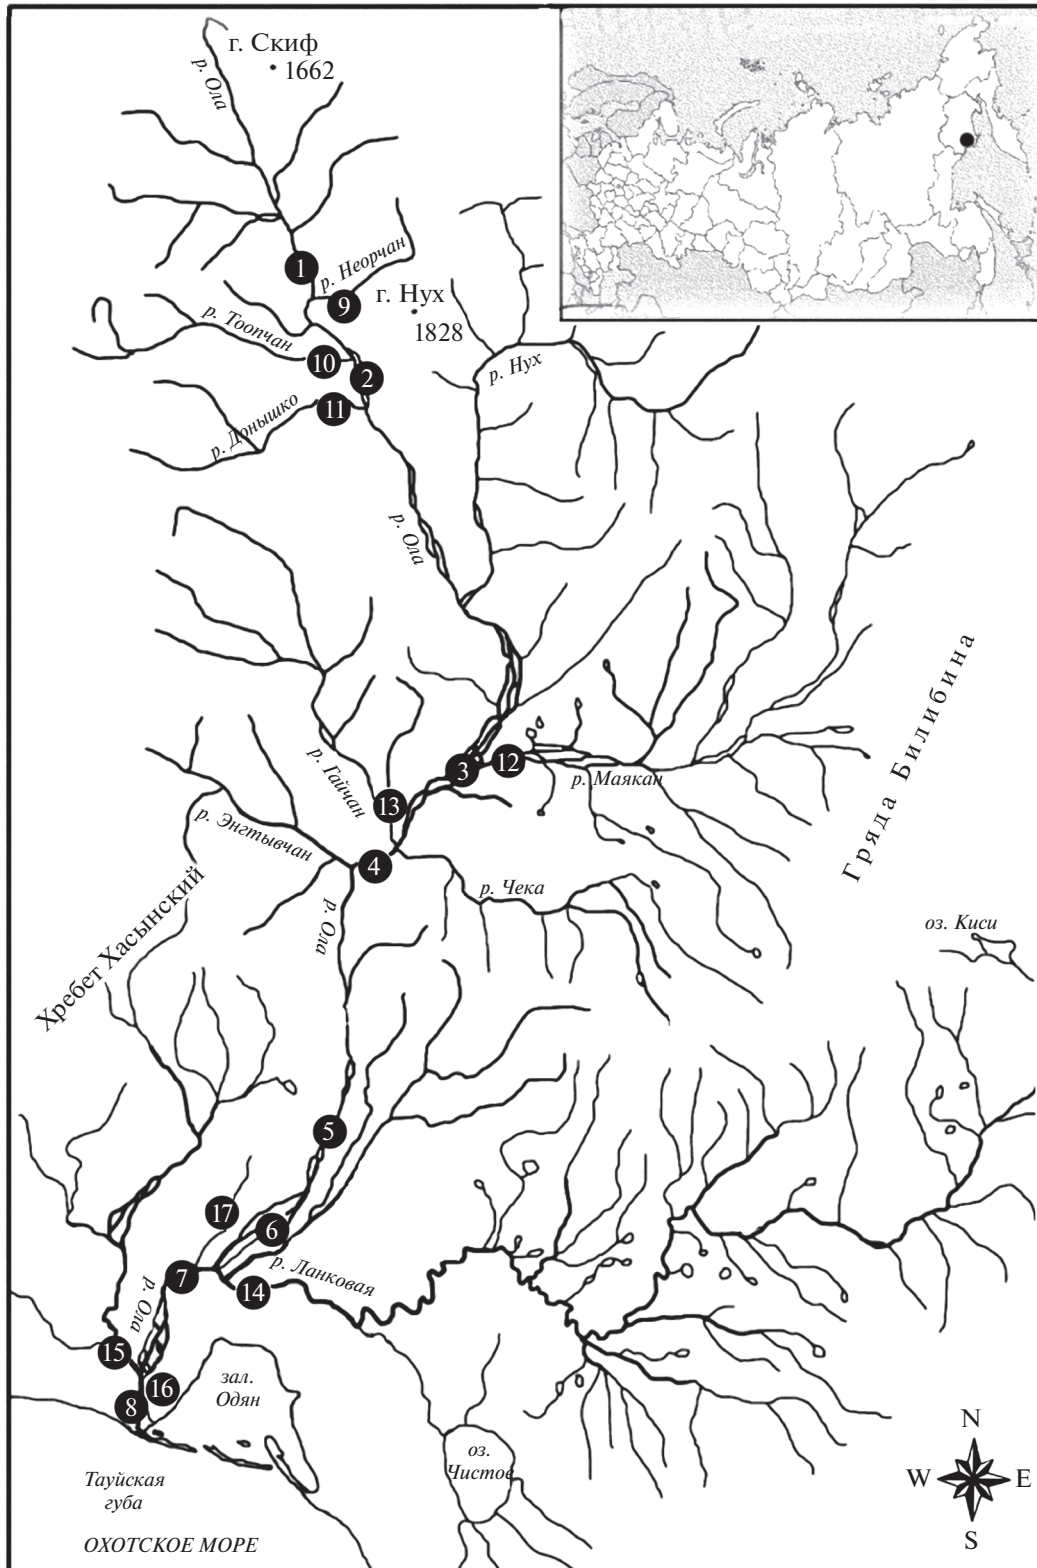 г. Скиф
1662
р. Ола
1
р. Неорчан
9
г. Нух
1828
р. Тоопчан
10
2
р. Нух
11
р. Донышко
р. Ола
Гряда Билибина
3
12
р. Маякан
р. Гайчан
13
р. Энгтывчан
4
р. Чека
Хребет Хасынский
р. Ола
оз. Киси
5
17
6
р. Ланковая
7
14
р. Ола
15
16
8
зал.
Одян
оз.
Чистое
N
W
E
S
Тауйская
губа
ОХОТСКОЕ МОРЕ